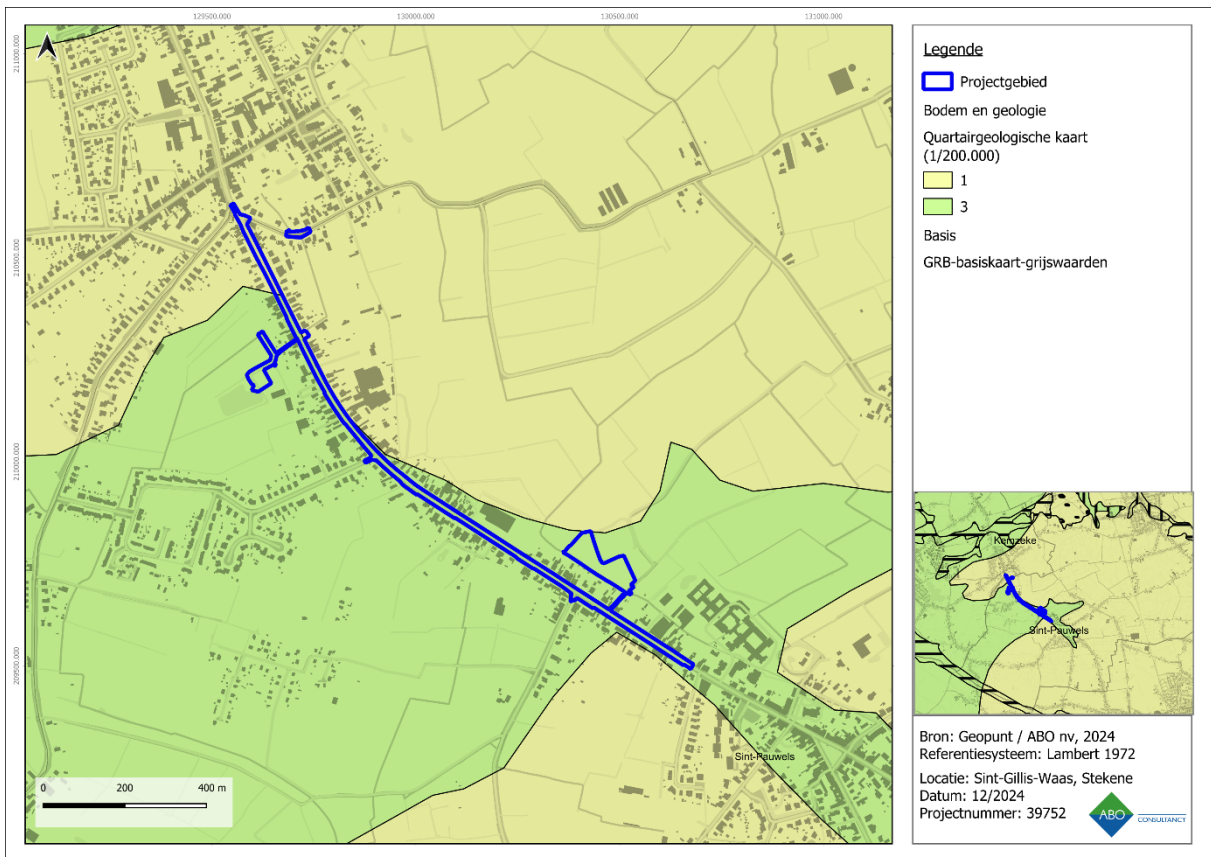 129500.000
130000.000
130500.000
131000.000
211000.000
210500.000
210000.000
209500.000
Sint-Pauwels
0 200 400 m
Legende
Projectgebied
Bodem en geologie
Quartairgeologische kaart
(1/200.000)
1
3
Basis
GRB-basiskaart-grijswaarden
Kemzeke
Sint-Pauwels
Bron: Geopunt / ABO nv, 2024
Referentiesysteem: Lambert 1972
Locatie: Sint-Gillis-Waas, Stekene
Datum: 12/2024
Projectnummer: 39752
ABO CONSULTANCY